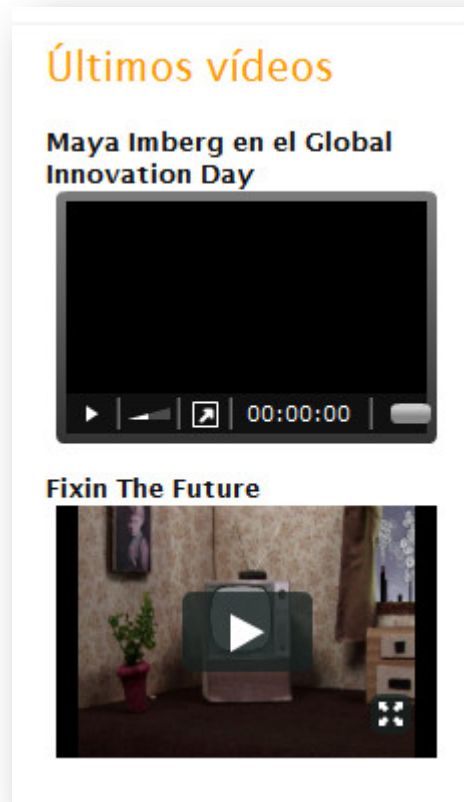 Últimos vídeos
Maya Imberg en el Global
Innovation Day
00:00:00
Fixin The Future